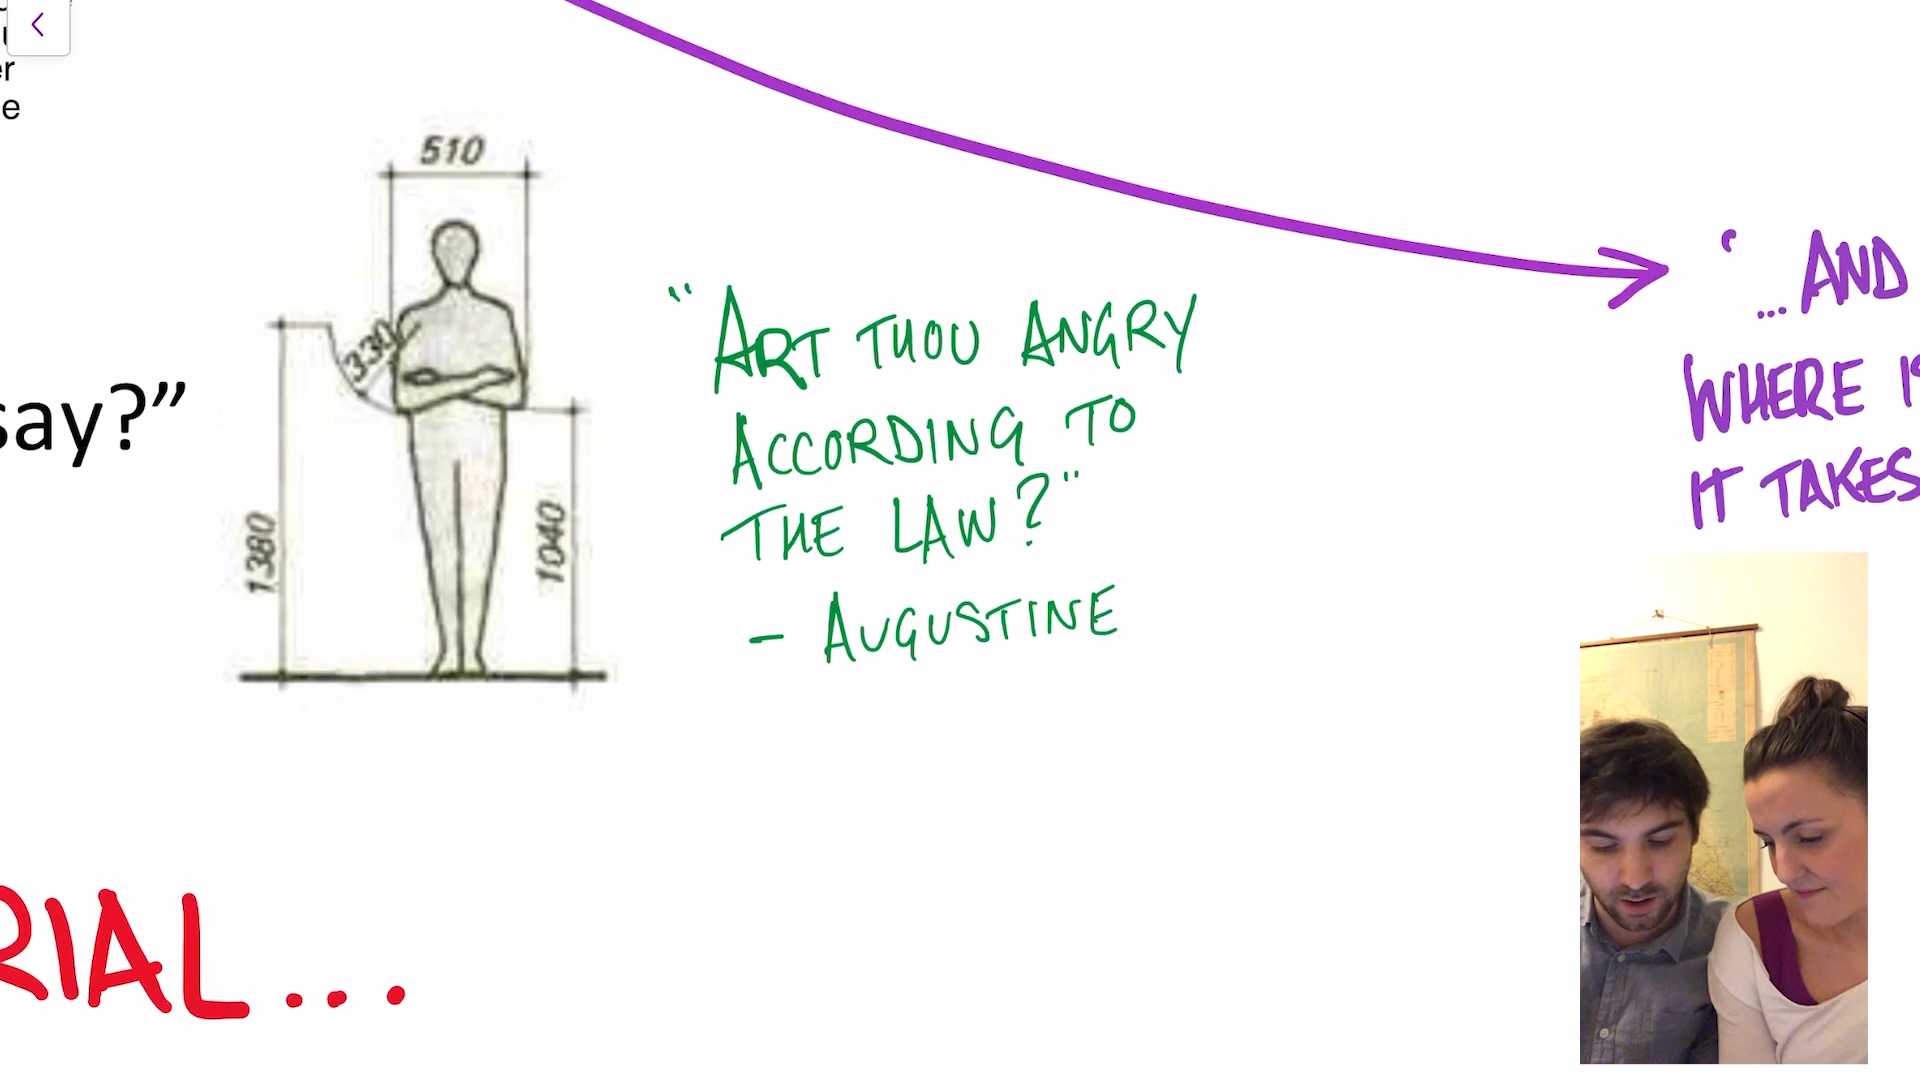 er
e
510
330
say?”
1380
1040
"ART THOU ANGRY
ACCORDING TO
THE LAW?"
- AUGUSTINE
‘...AND
WHERE
IT TAKES
RIAL...